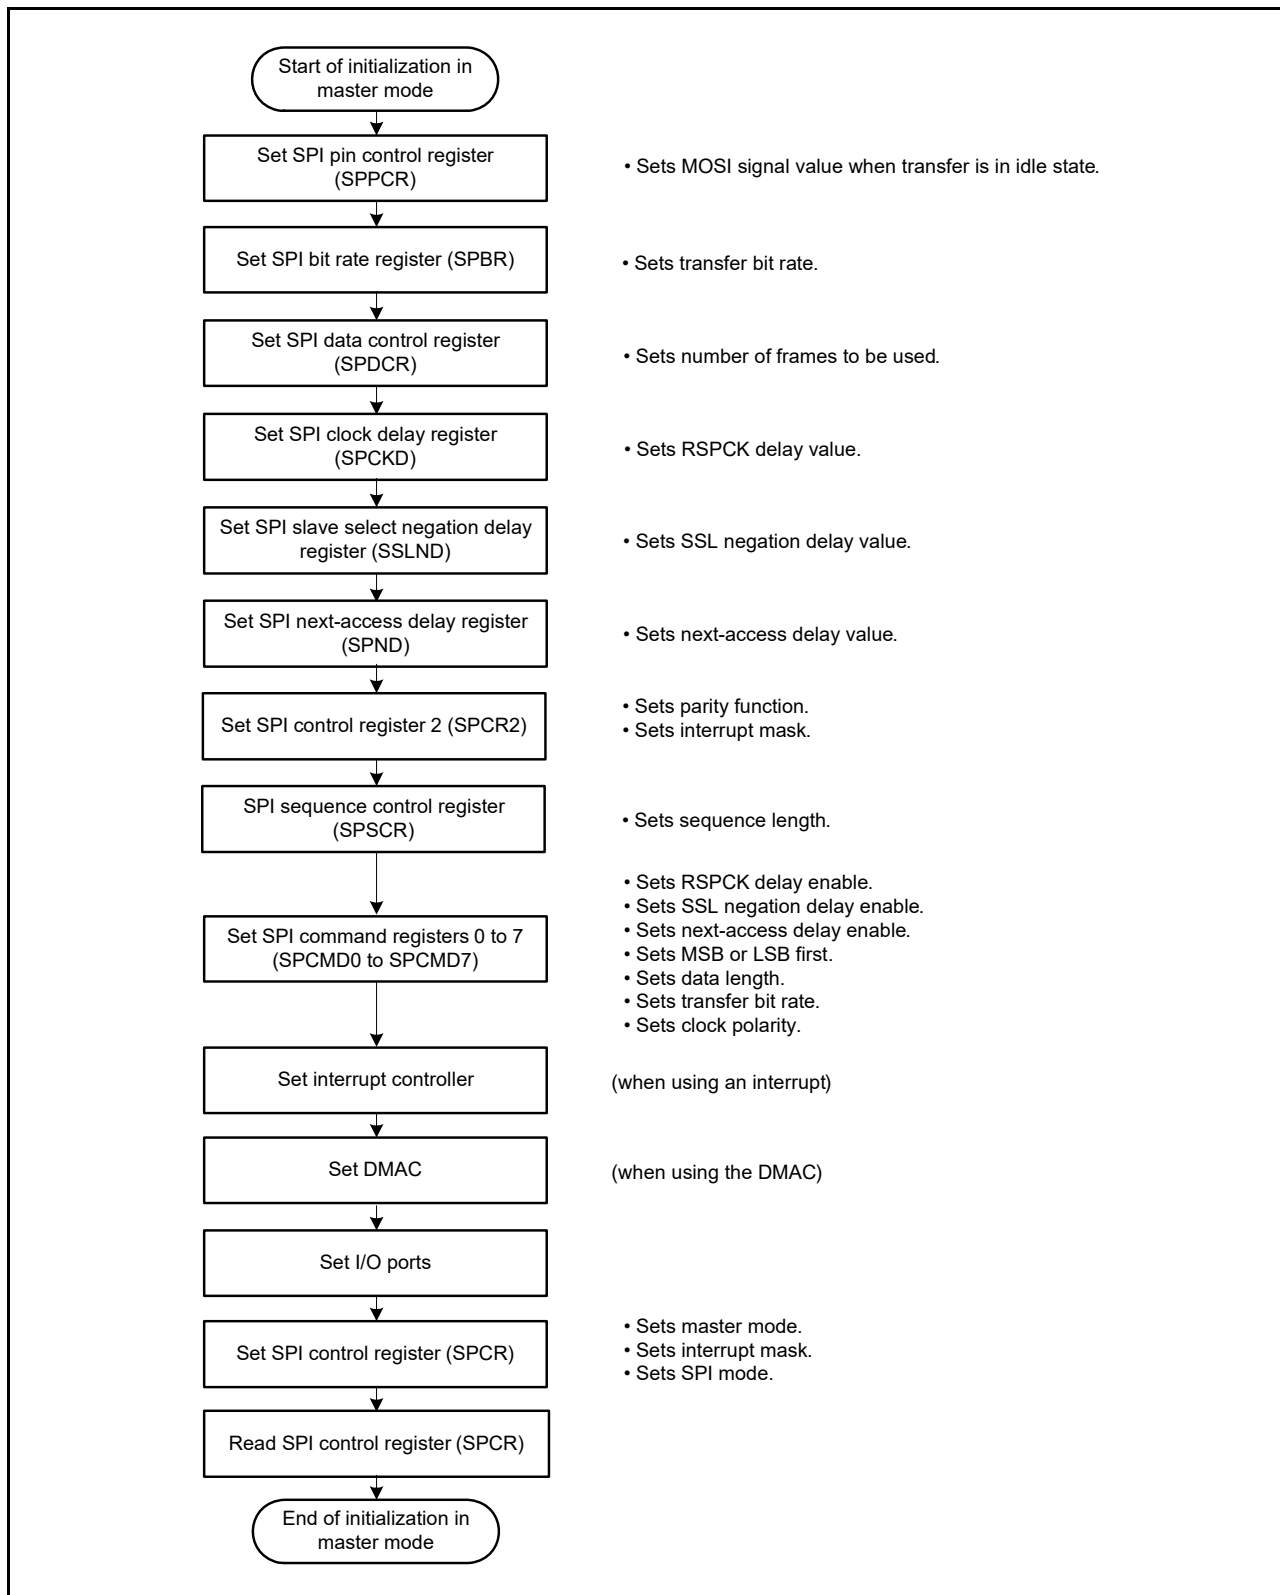 Start of initialization in
master mode
Set SPI pin control register
(SPPCR)
• Sets MOSI signal value when transfer is in idle state.
Set SPI bit rate register (SPBR)
• Sets transfer bit rate.
Set SPI data control register
(SPDCR)
• Sets number of frames to be used.
Set SPI clock delay register
(SPCKD)
• Sets RSPCK delay value.
Set SPI slave select negation delay
register (SSLND)
• Sets SSL negation delay value.
Set SPI next-access delay register
(SPND)
• Sets next-access delay value.
Set SPI control register 2 (SPCR2)
• Sets parity function.
• Sets interrupt mask.
SPI sequence control register
(SPSCR)
• Sets sequence length.
Set SPI command registers 0 to 7
(SPCMD0 to SPCMD7)
• Sets RSPCK delay enable.
• Sets SSL negation delay enable.
• Sets next-access delay enable.
• Sets MSB or LSB first.
• Sets data length.
• Sets transfer bit rate.
• Sets clock polarity.
Set interrupt controller
(when using an interrupt)
Set DMAC
(when using the DMAC)
Set I/O ports
Set SPI control register (SPCR)
• Sets master mode.
• Sets interrupt mask.
• Sets SPI mode.
Read SPI control register (SPCR)
End of initialization in
master mode